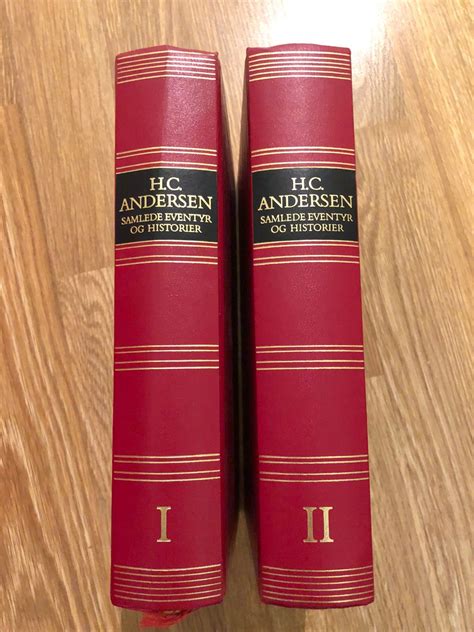 H.C.
ANDERSEN
SAMLEDE EVENTYR
OG HISTORIER
I
H.C.
ANDERSEN
SAMLEDE EVENTYR
OG HISTORIER
II